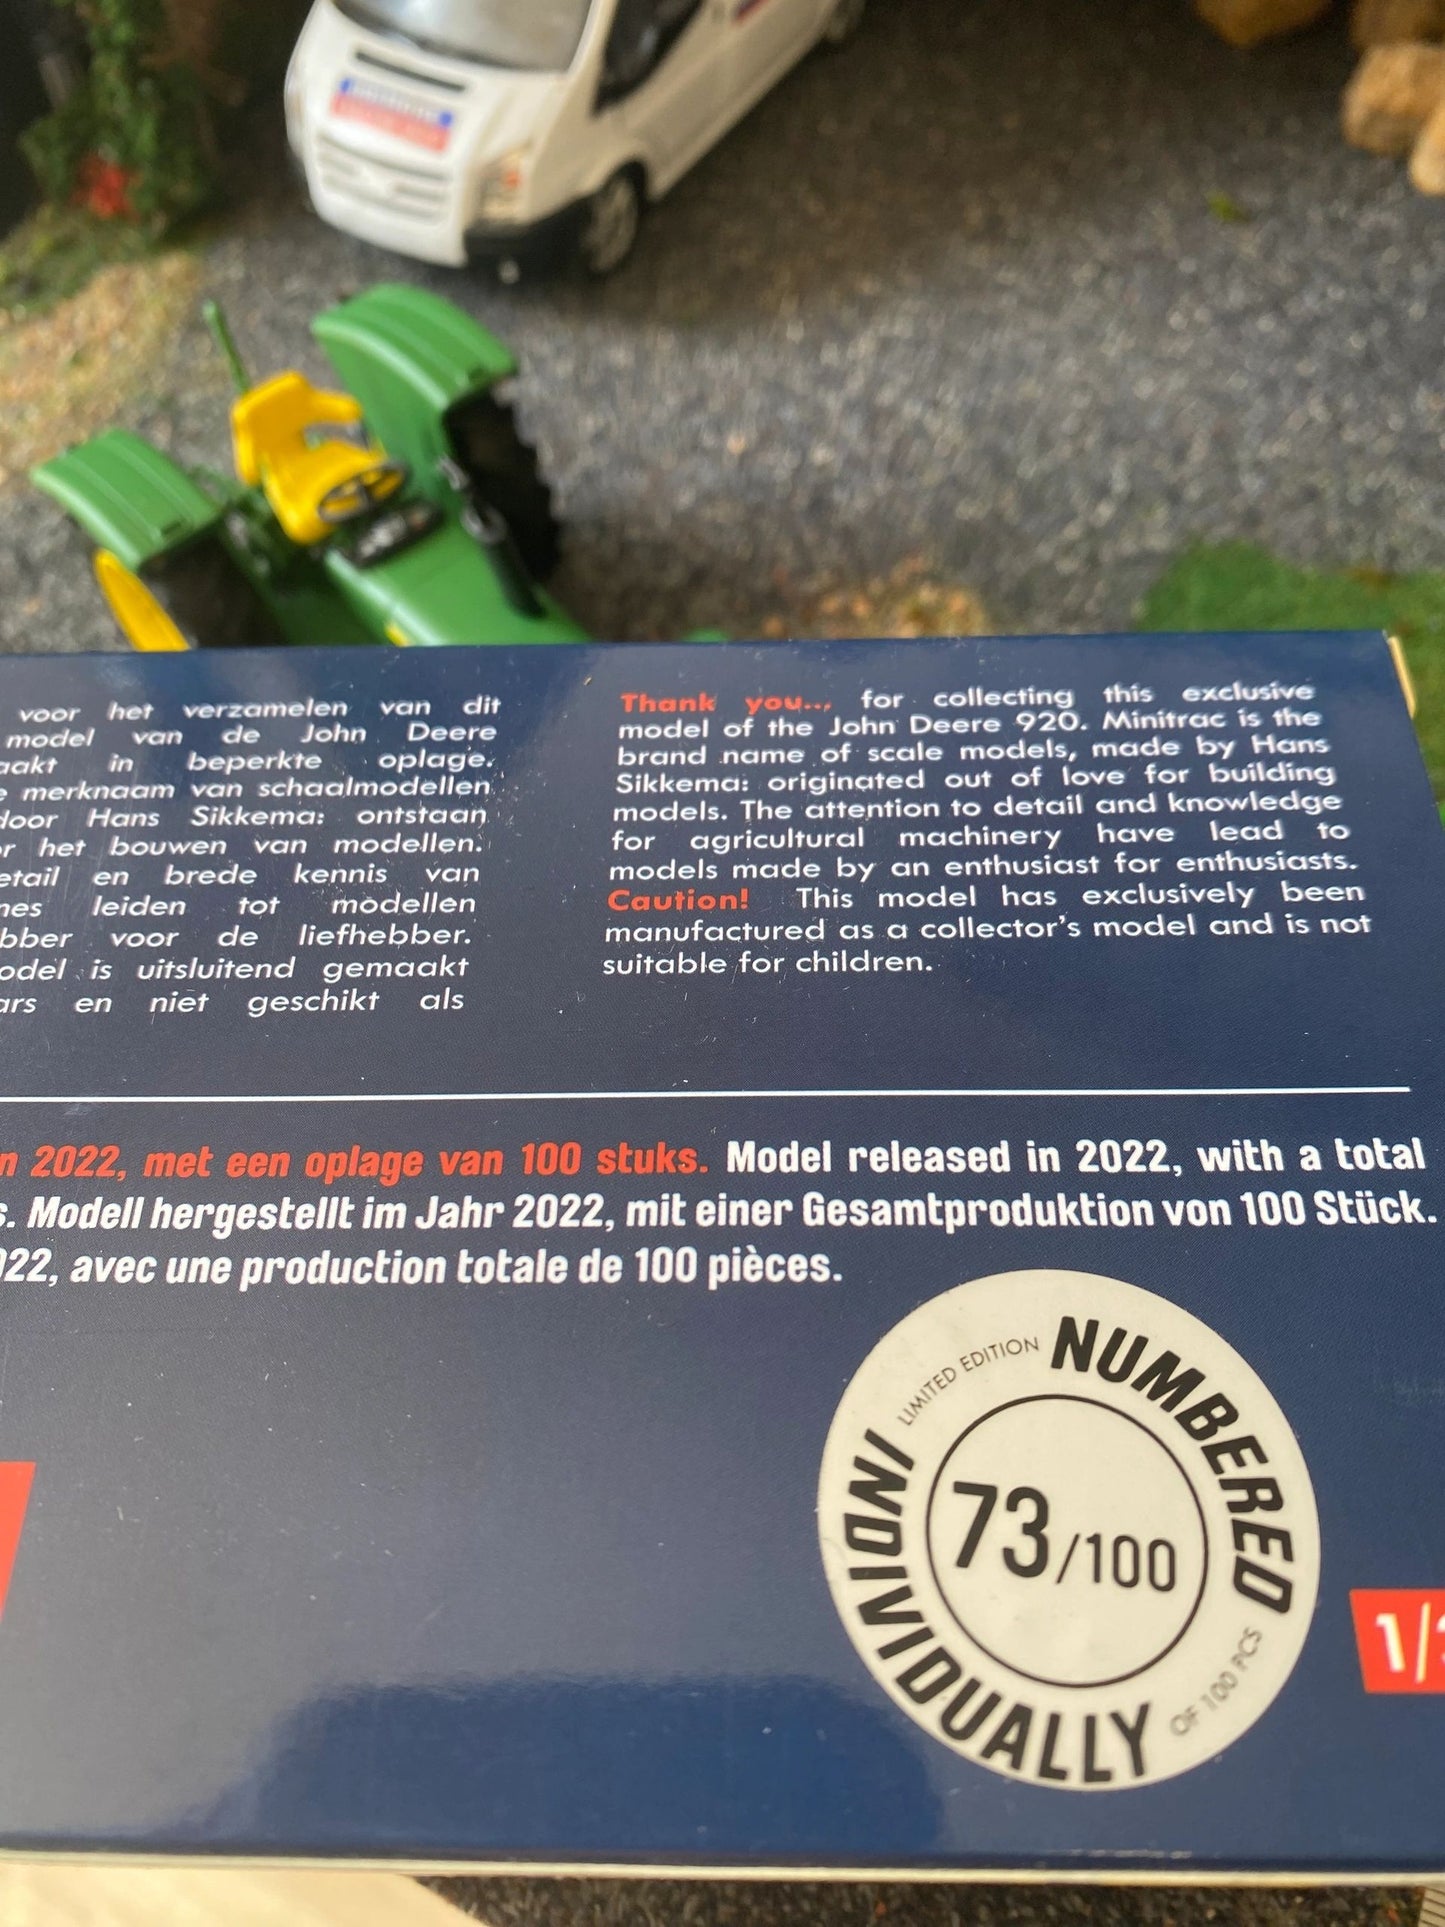 voor het verzamelen van dit
model van de John Deere
in beperkte oplage.
merknaam van schaalmodellen
door Hans Sikkema: ontstaan
het bouwen van modellen.
en brede kennis van
leiden tot modellen
voor de liefhebber.
is uitsluitend gemaakt
en niet geschikt als
Thank you... for collecting this exclusive
model of the John Deere 920. Minitrac is the
brand name of scale models, made by Hans
Sikkema: originated out of love for building
models. The attention to detail and knowledge
for agricultural machinery have lead to
models made by an enthusiast for enthusiasts.
Caution! This model has exclusively been
manufactured as a collector's model and is not
suitable for children.
n 2022, met een oplage van 100 stuks. Model released in 2022, with a total
s. Modell hergestellt im Jahr 2022, mit einer Gesamtproduktion von 100 Stück.
022, avec une production totale de 100 pièces.
LIMITED EDITION
INDIVIDUALLY NUMBERED
73/100
OF 100 PCS
1/3